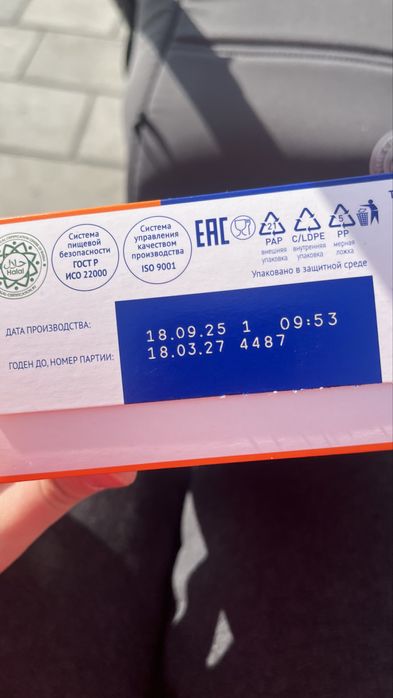 حلال
Halal
Система
пищевой
безопасности
ГОСТ Р
ИСО 22000
Система
управления
качеством
производства
ISO 9001
EAC
21
PAP
внешняя
упаковка
C/LDPE
внутренняя
упаковка
5
PP
мерная
ложка
Упаковано в защитной среде
ДАТА ПРОИЗВОДСТВА:
18.09.25 1 09:53
ГОДЕН ДО, НОМЕР ПАРТИИ:
18.03.27 4487